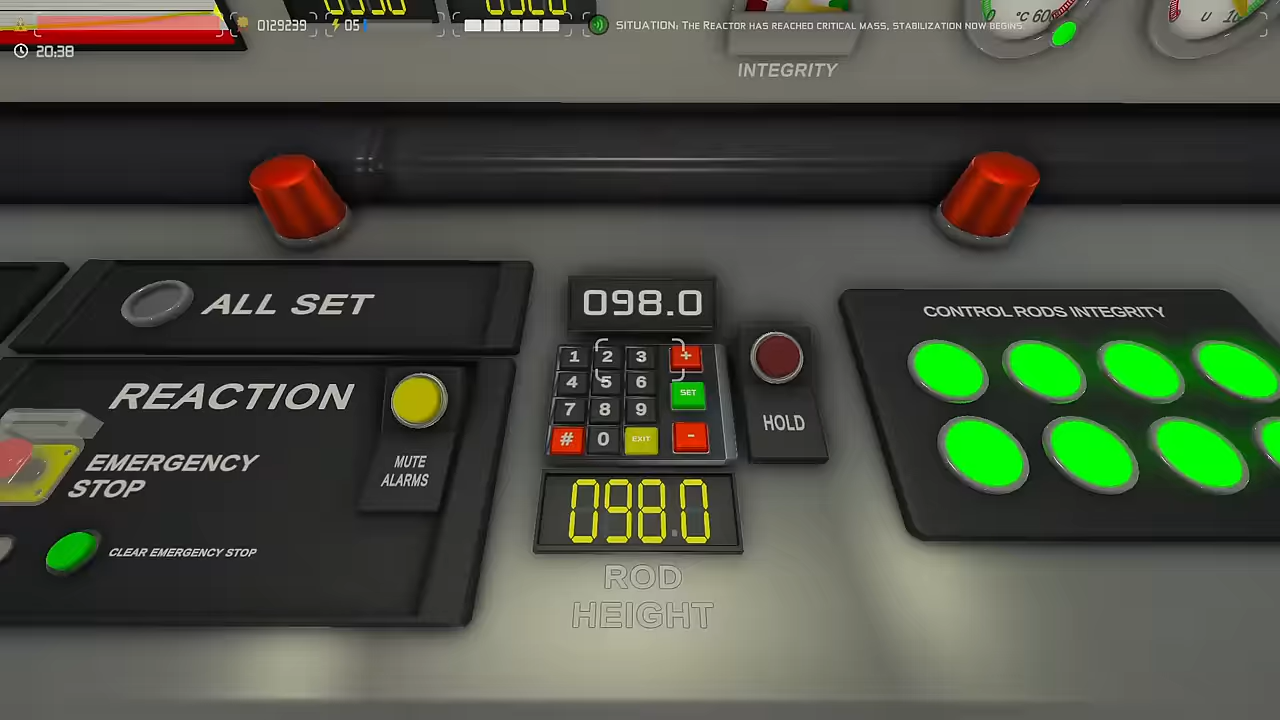 0129239
05
SITUATION: THE REACTOR HAS REACHED CRITICAL MASS, STABILIZATION NOW BEGINS.
20:38
°C 60
INTEGRITY
ALL SET
098.0
CONTROL RODS INTEGRITY
1 2 3 +
4 5 6 SET
7 8 9
# 0 EXIT -
HOLD
REACTION
MUTE
ALARMS
EMERGENCY
STOP
CLEAR EMERGENCY STOP
098.0
ROD
HEIGHT